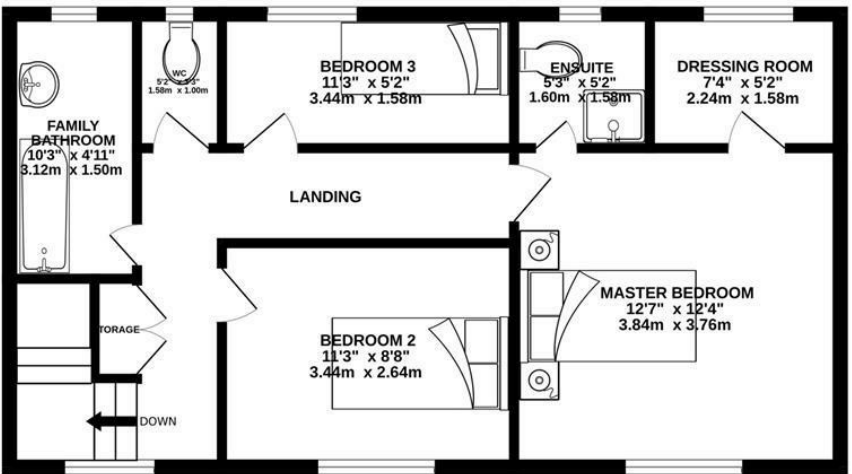 WC
5'2" x 3'3"
1.58m x 1.00m
BEDROOM 3
11'3" x 5'2"
3.44m x 1.58m
ENSUITE
5'3" x 5'2"
1.60m x 1.58m
DRESSING ROOM
7'4" x 5'2"
2.24m x 1.58m
FAMILY
BATHROOM
10'3" x 4'11"
3.12m x 1.50m
LANDING
MASTER BEDROOM
12'7" x 12'4"
3.84m x 3.76m
TORAGE
BEDROOM 2
11'3" x 8'8"
3.44m x 2.64m
DOWN